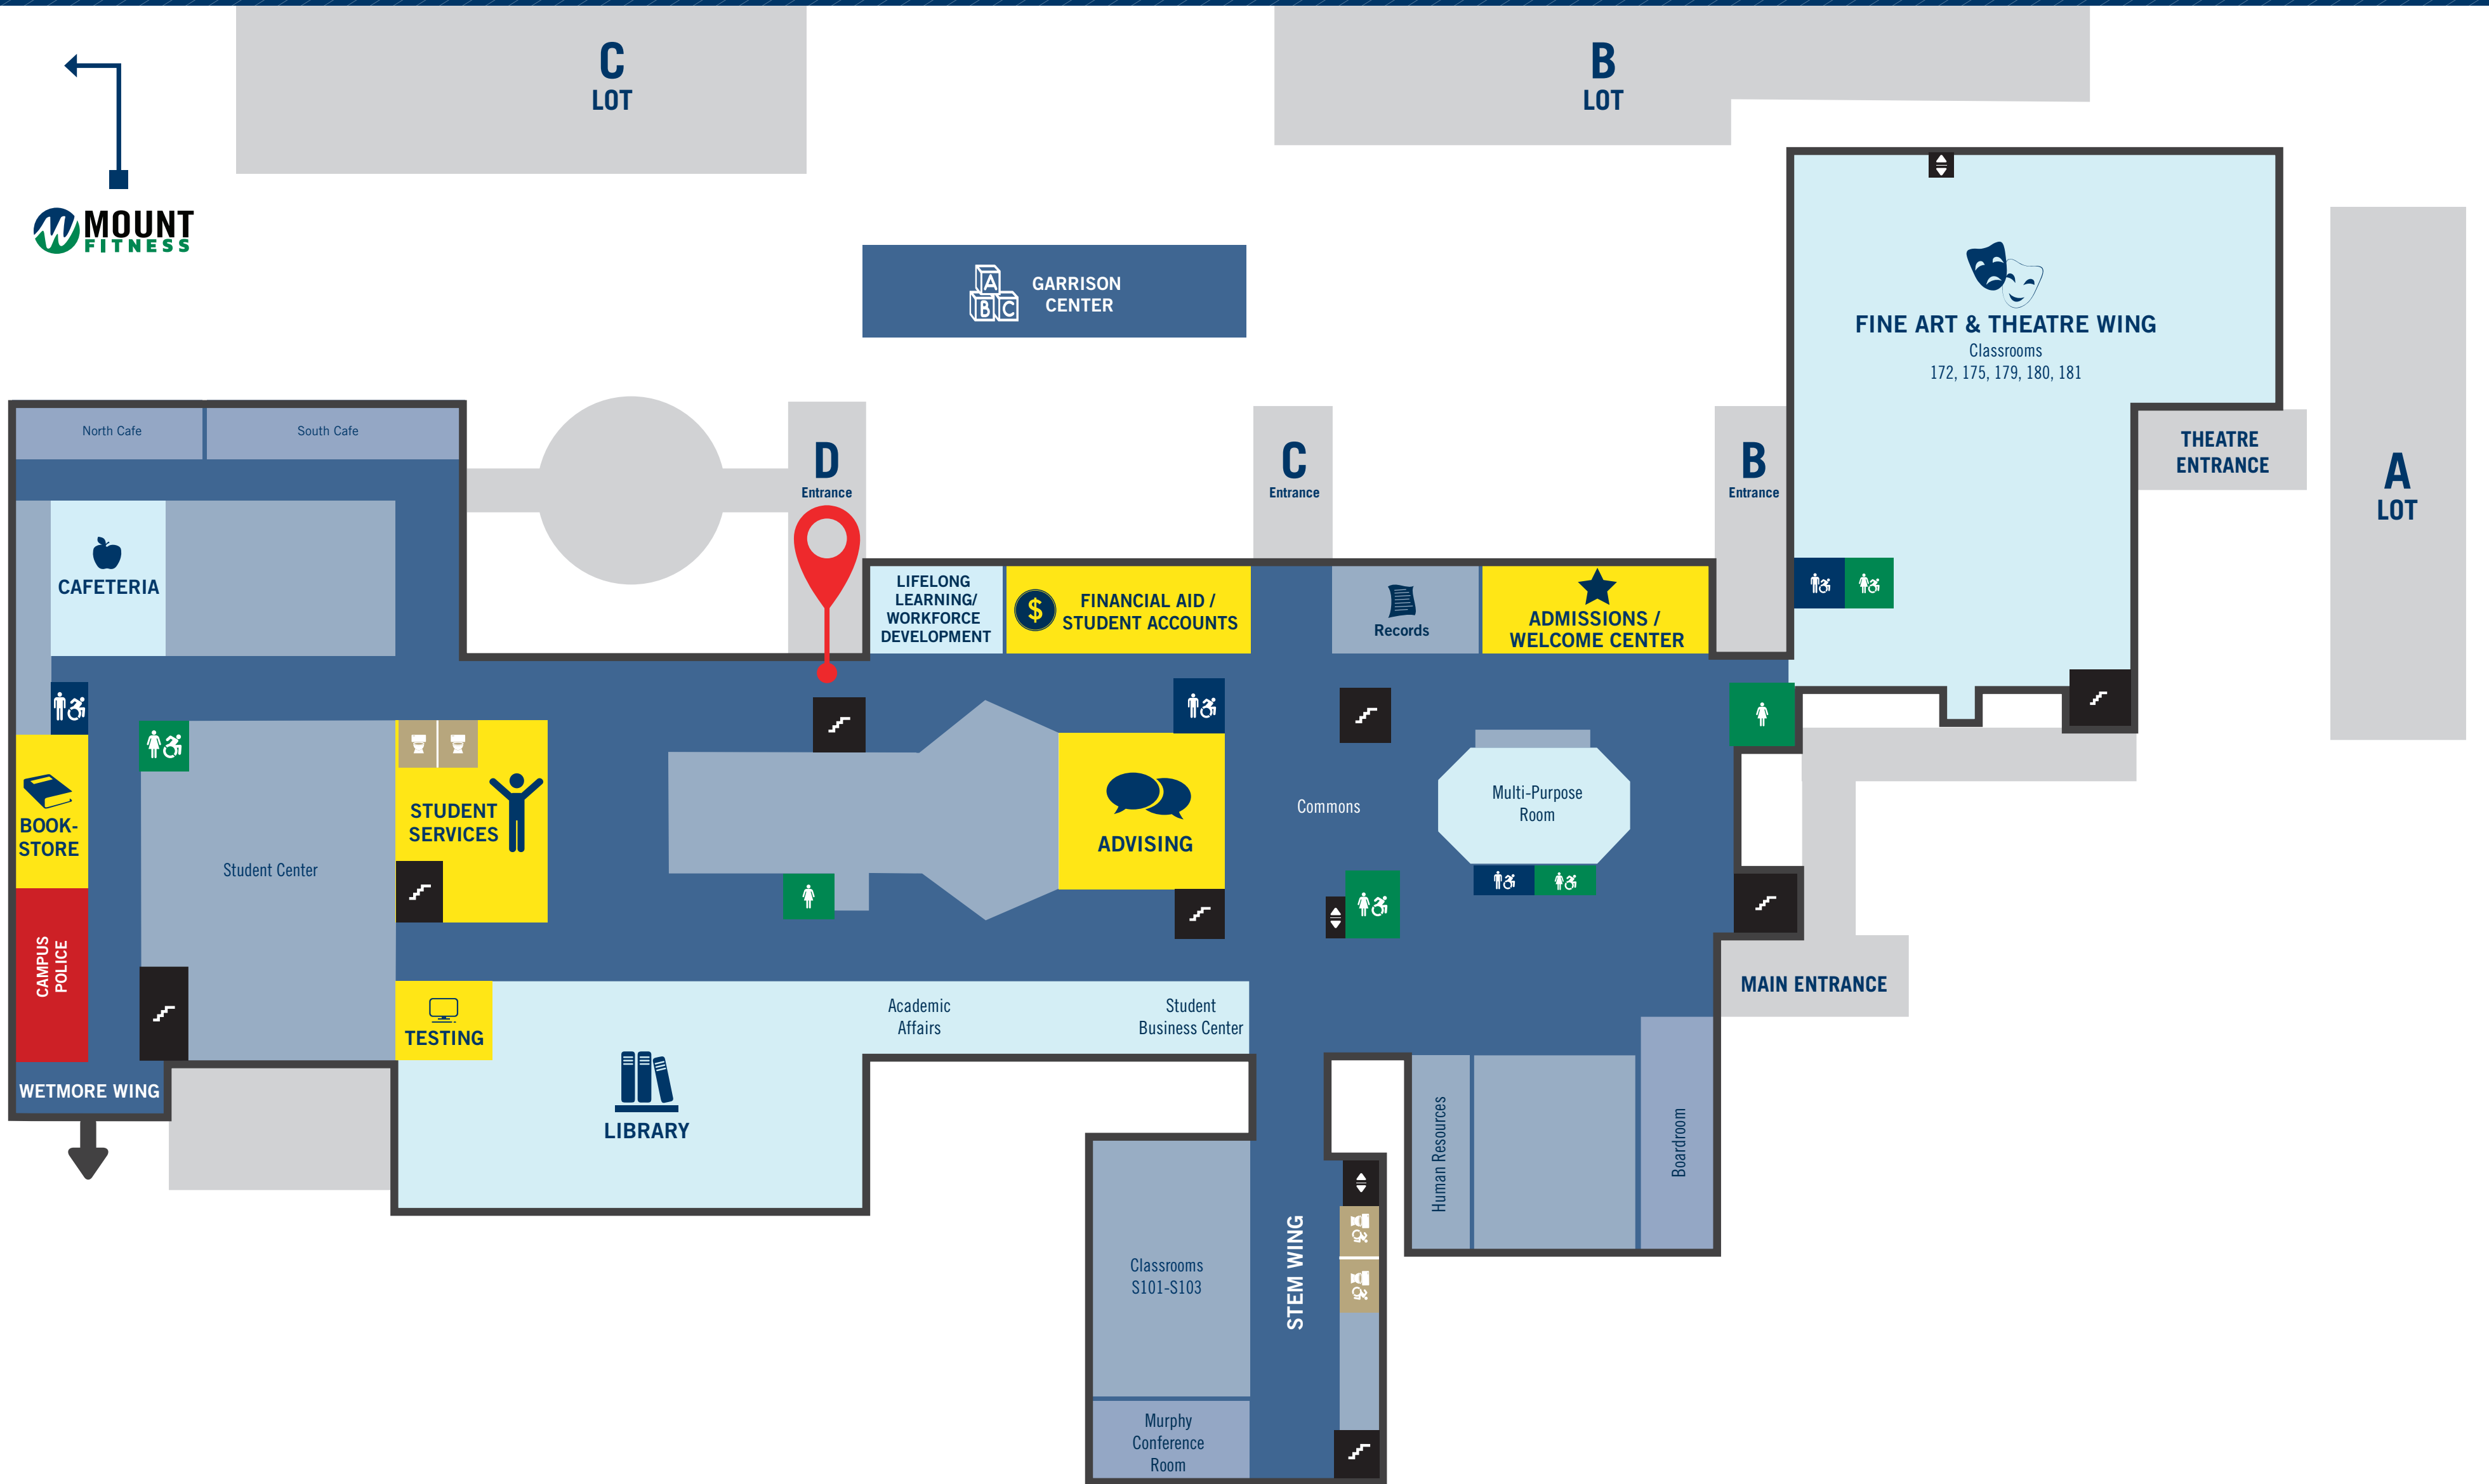 C
LOT
B
LOT
MOUNT
FITNESS
A
B
C
GARRISON
CENTER
FINE ART & THEATRE WING
Classrooms
172, 175, 179, 180, 181
North Cafe
South Cafe
D
Entrance
C
Entrance
B
Entrance
THEATRE
ENTRANCE
A
LOT
CAFETERIA
LIFELONG
LEARNING/
WORKFORCE
DEVELOPMENT
$
FINANCIAL AID /
STUDENT ACCOUNTS
Records
ADMISSIONS /
WELCOME CENTER
BOOK-
STORE
STUDENT
SERVICES
Student Center
ADVISING
Commons
Multi-Purpose
Room
CAMPUS
POLICE
TESTING
Academic
Affairs
Student
Business Center
MAIN ENTRANCE
WETMORE WING
LIBRARY
Human Resources
Boardroom
Classrooms
S101-S103
STEM WING
Murphy
Conference
Room